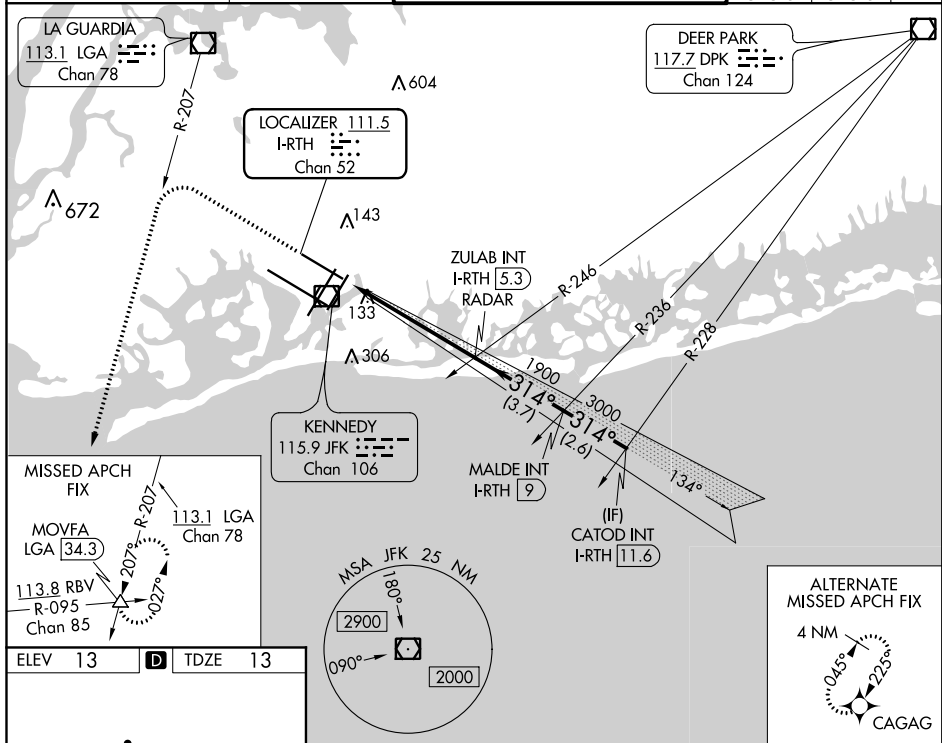 LA GUARDIA
113.1 LGA
Chan 78
R-207
604
DEER PARK
117.7 DPK
Chan 124
LOCALIZER 111.5
I-RTH
Chan 52
672
143
ZULAB INT
I-RTH 5.3
RADAR
R-246
R-236
R-228
133
306
1900
3000
314°
(3.7)
314°
(2.6)
134°
KENNEDY
115.9 JFK
Chan 106
MALDE INT
I-RTH 9
(IF)
CATOD INT
I-RTH 11.6
MISSED APCH
FIX
R-207
113.1 LGA
Chan 78
MOVFA
LGA 34.3
207°
027°
113.8 RBV
R-095
Chan 85
MSA JFK 25 NM
180°
2900
090°
2000
ALTERNATE
MISSED APCH FIX
4 NM
045°
225°
CAGAG
ELEV 13 D TDZE 13